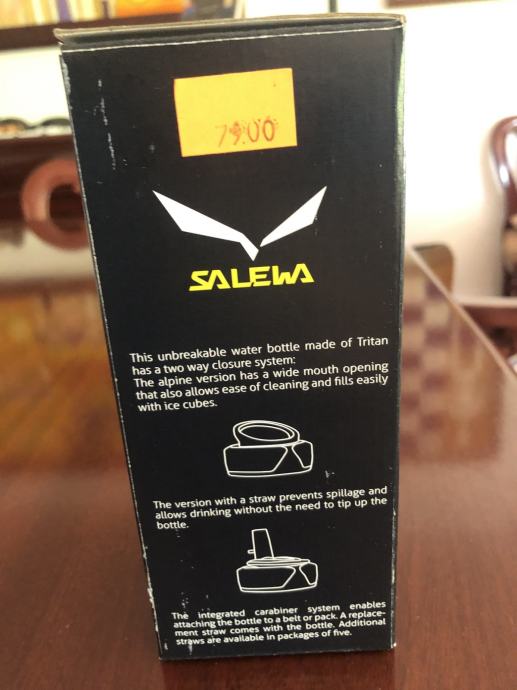 79.00
SALEWA
This unbreakable water bottle made of Tritan
has a two way closure system:
The alpine version has a wide mouth opening
that also allows ease of cleaning and fills easily
with ice cubes.
The version with a straw prevents spillage and
allows drinking without the need to tip up the
bottle.
The integrated carabiner system enables
attaching the bottle to a belt or pack. A replace-
ment straw comes with the bottle. Additional
straws are available in packages of five.